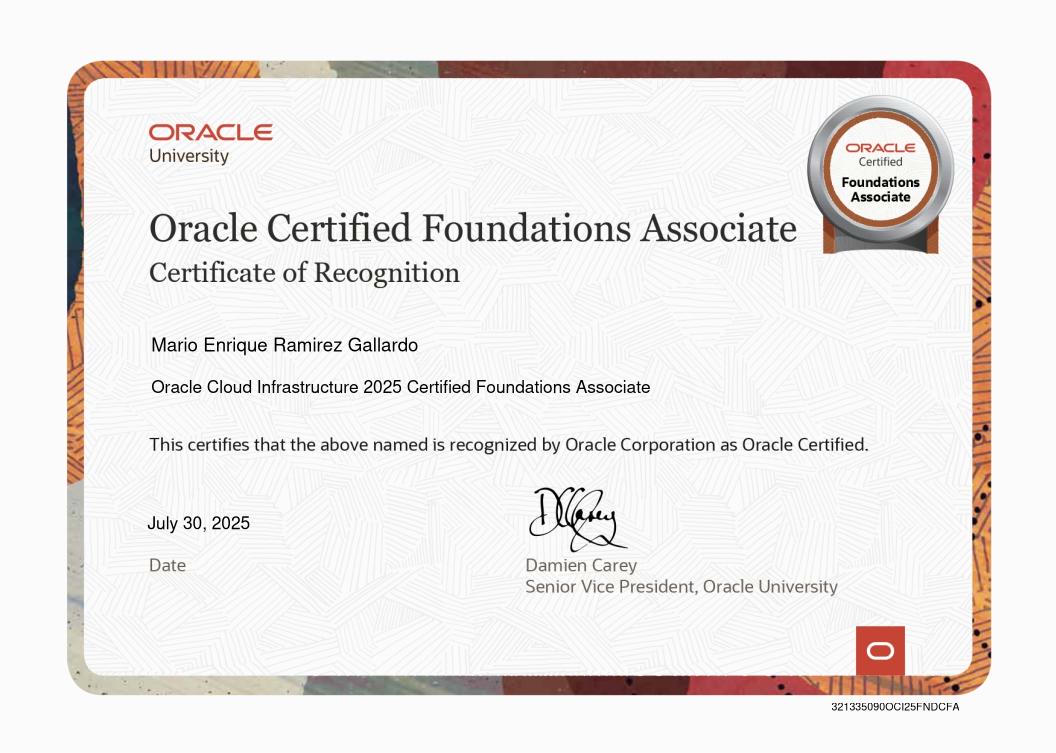 ORACLE
University
ORACLE
Certified
Foundations
Associate
Oracle Certified Foundations Associate
Certificate of Recognition
Mario Enrique Ramirez Gallardo
Oracle Cloud Infrastructure 2025 Certified Foundations Associate
This certifies that the above named is recognized by Oracle Corporation as Oracle Certified.
July 30, 2025
Date
DCarey
Damien Carey
Senior Vice President, Oracle University
321335090OCI25FNDCFA